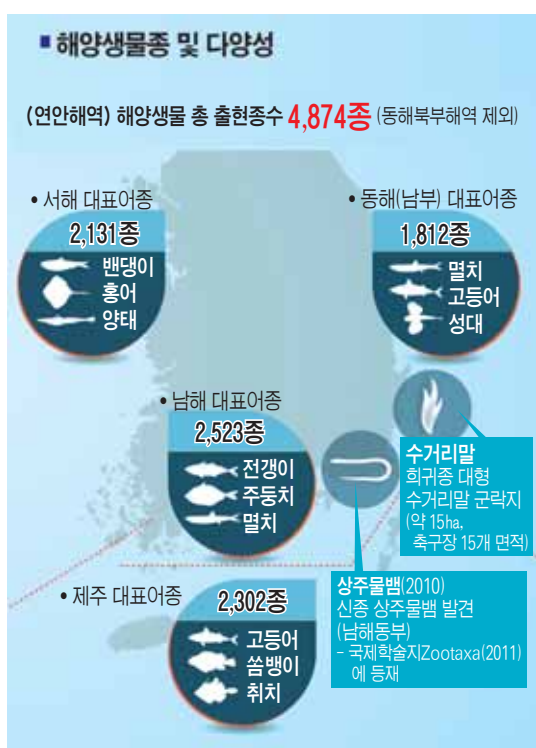 해양생물종 및 다양성
(연안해역) 해양생물 총 출현종수 4,874종 (동해북부해역 제외)
• 서해 대표어종
2,131종
밴댕이
홍어
양태
• 동해(남부) 대표어종
1,812종
멸치
고등어
성대
• 남해 대표어종
2,523종
전갱이
주둥치
멸치
수거리말
희귀종 대형
수거리말 군락지
(약 15ha,
축구장 15개 면적)
상주물뱀(2010)
신종 상주물뱀 발견
(남해동부)
- 국제학술지Zootaxa(2011)
에 등재
• 제주 대표어종
2,302종
고등어
쏨뱅이
쥐치